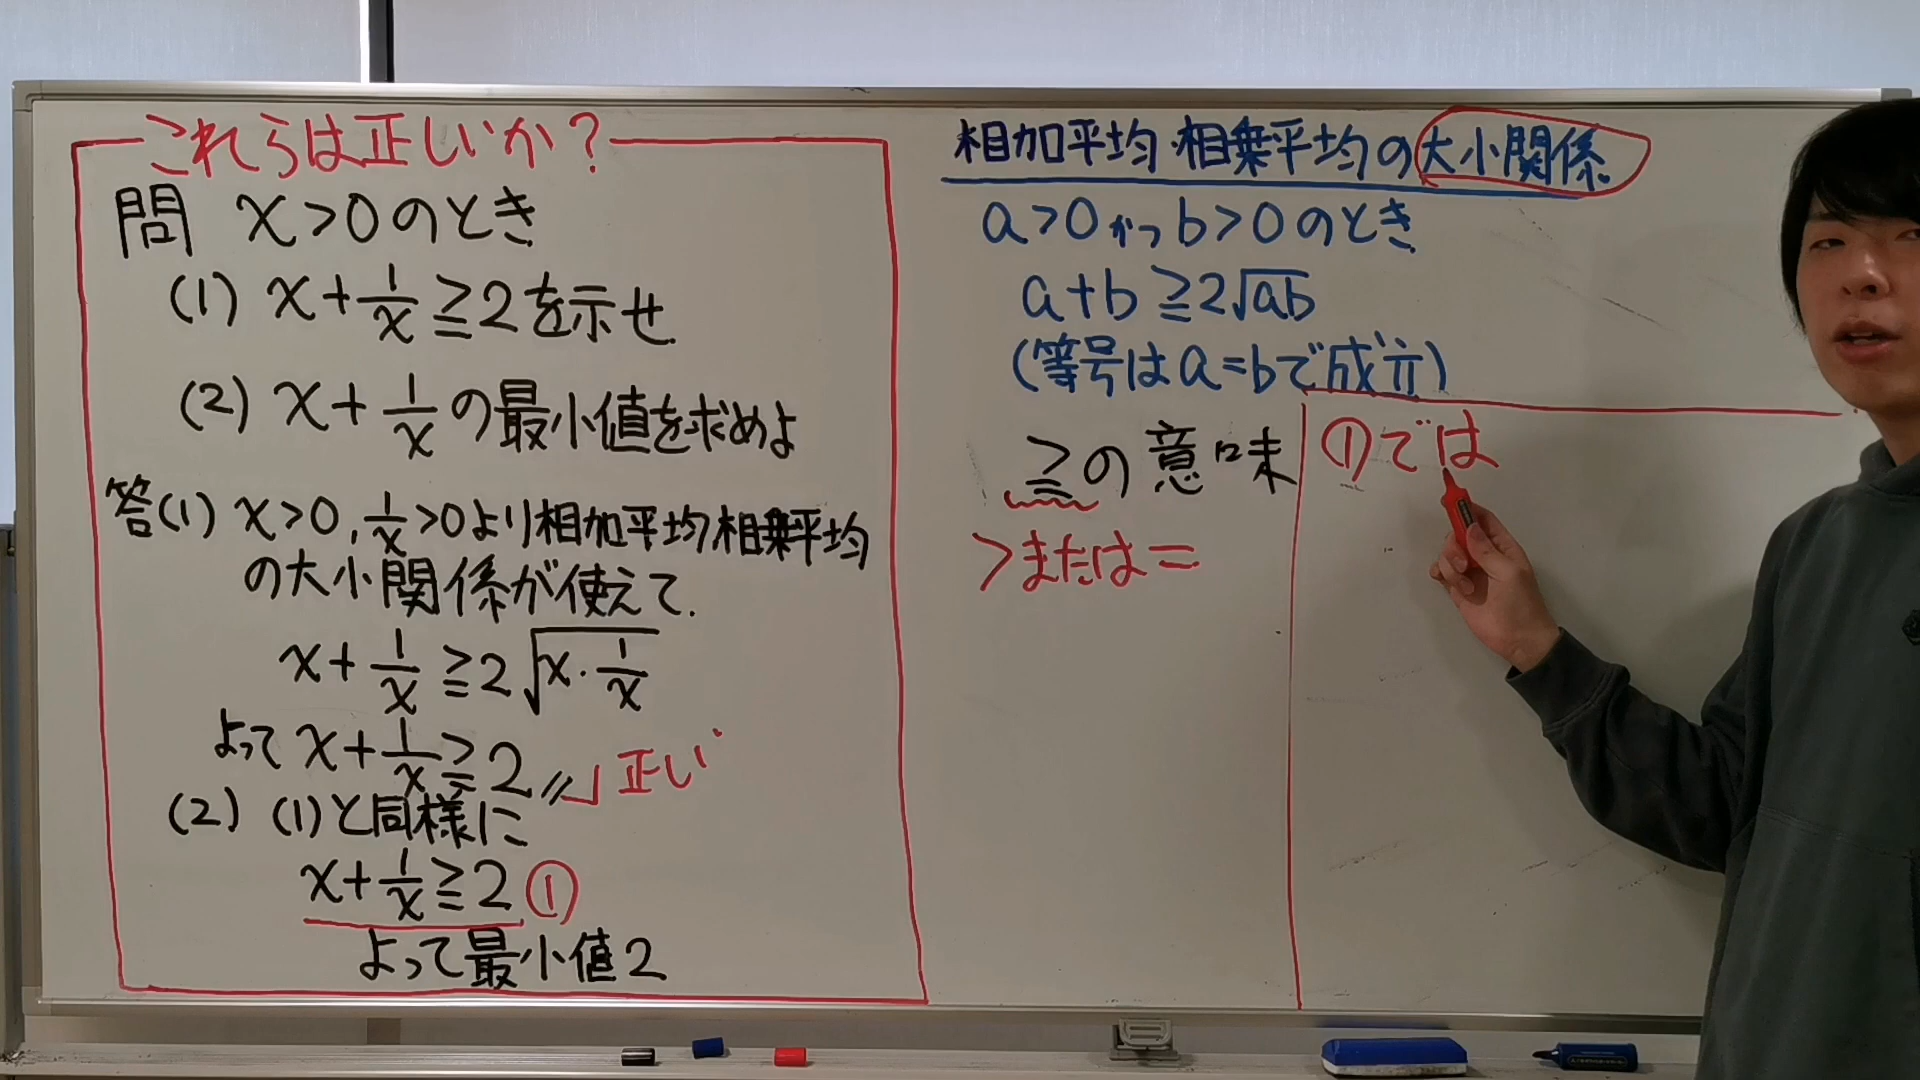 これらは正しいか？
問 x>0のとき
(1) x+1/x≧2を示せ
(2) x+1/xの最小値を求めよ
答(1) x>0, 1/x>0より相加平均相乗平均
の大小関係が使えて、
x+1/x≧2√(x・1/x)
よって x+1/x≧2 正しい
(2) (1)と同様に
x+1/x≧2 ①
よって最小値2
相加平均・相乗平均の大小関係
a>0かつb>0のとき
a+b≧2√ab
(等号はa=bで成立)
≧の意味
>または=
①では